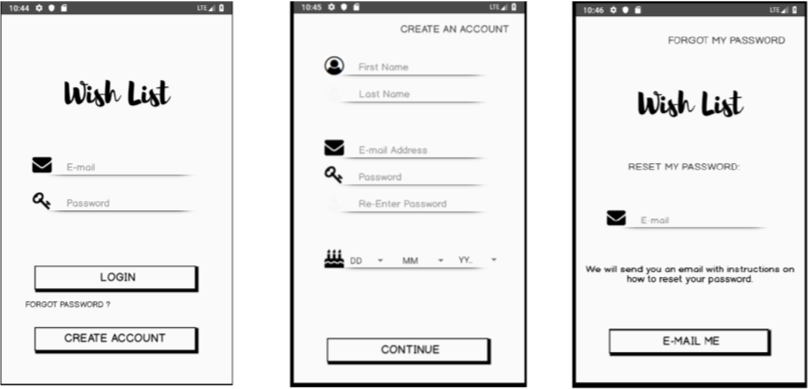 10:44 LTE
Wish List
E-mail
Password
LOGIN
FORGOT PASSWORD ?
CREATE ACCOUNT
10:45 LTE
CREATE AN ACCOUNT
First Name
Last Name
E-mail Address
Password
Re-Enter Password
DD MM YY..
CONTINUE
10:46 LTE
FORGOT MY PASSWORD
Wish List
RESET MY PASSWORD:
E-mail
We will send you an email with instructions on
how to reset your password.
E-MAIL ME